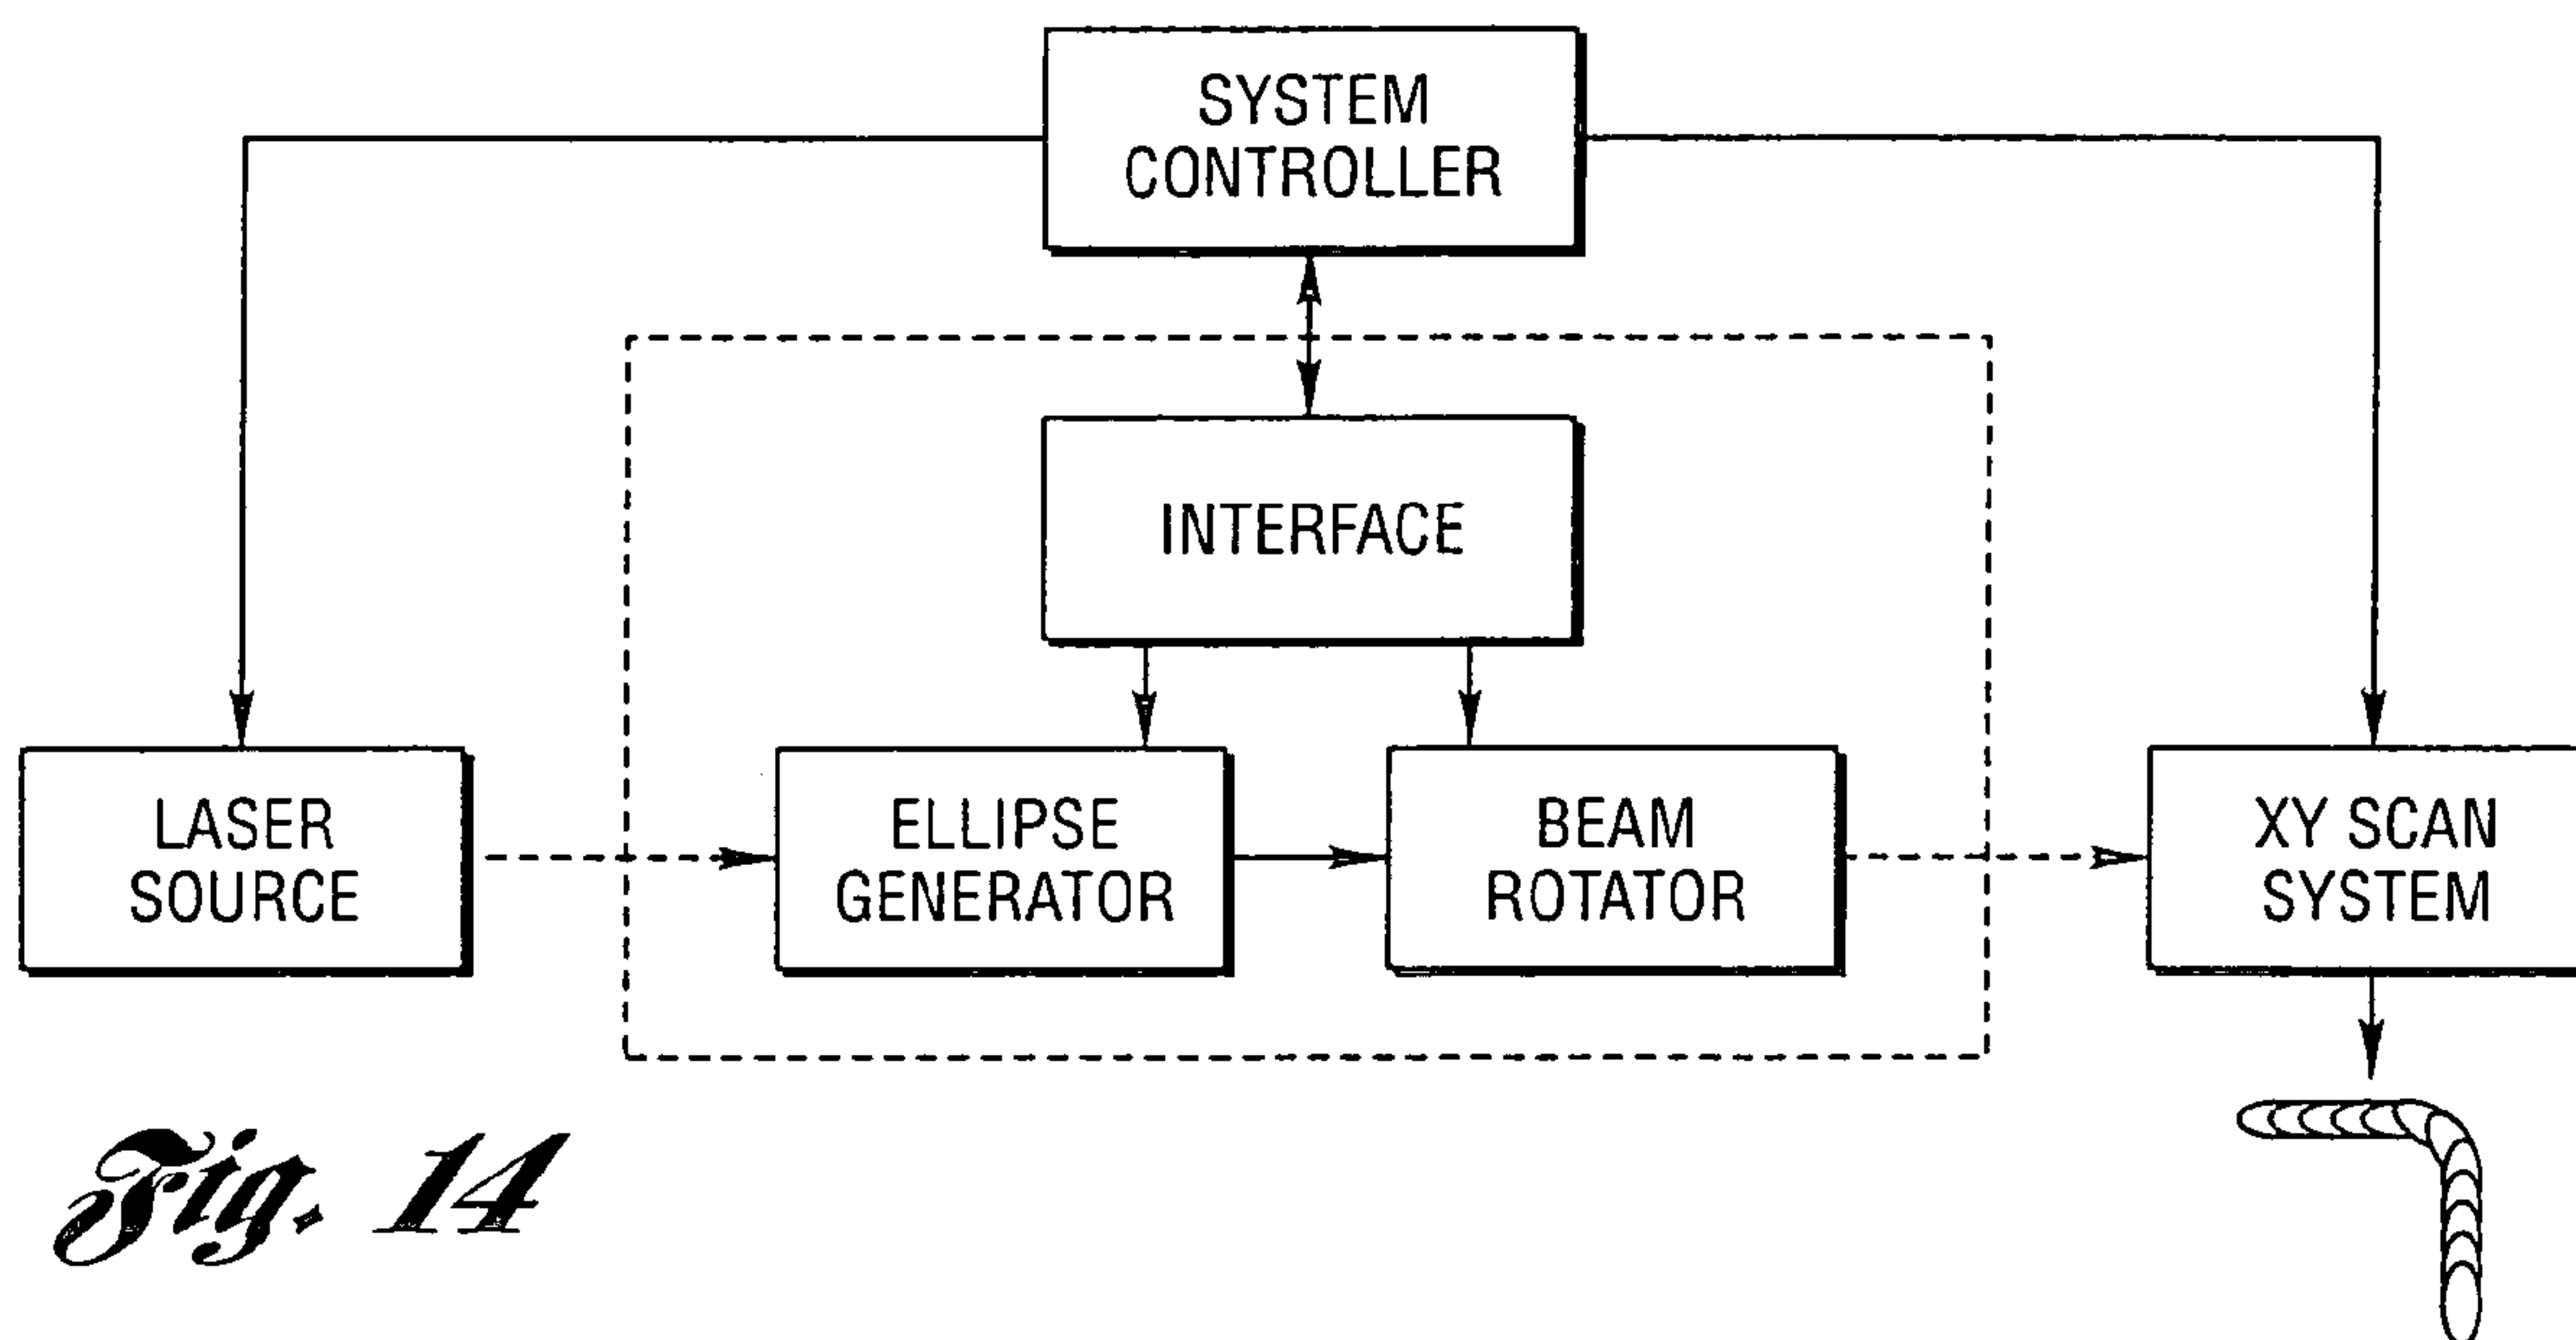 SYSTEM
CONTROLLER
INTERFACE
LASER
SOURCE
ELLIPSE
GENERATOR
BEAM
ROTATOR
XY SCAN
SYSTEM
Fig. 14